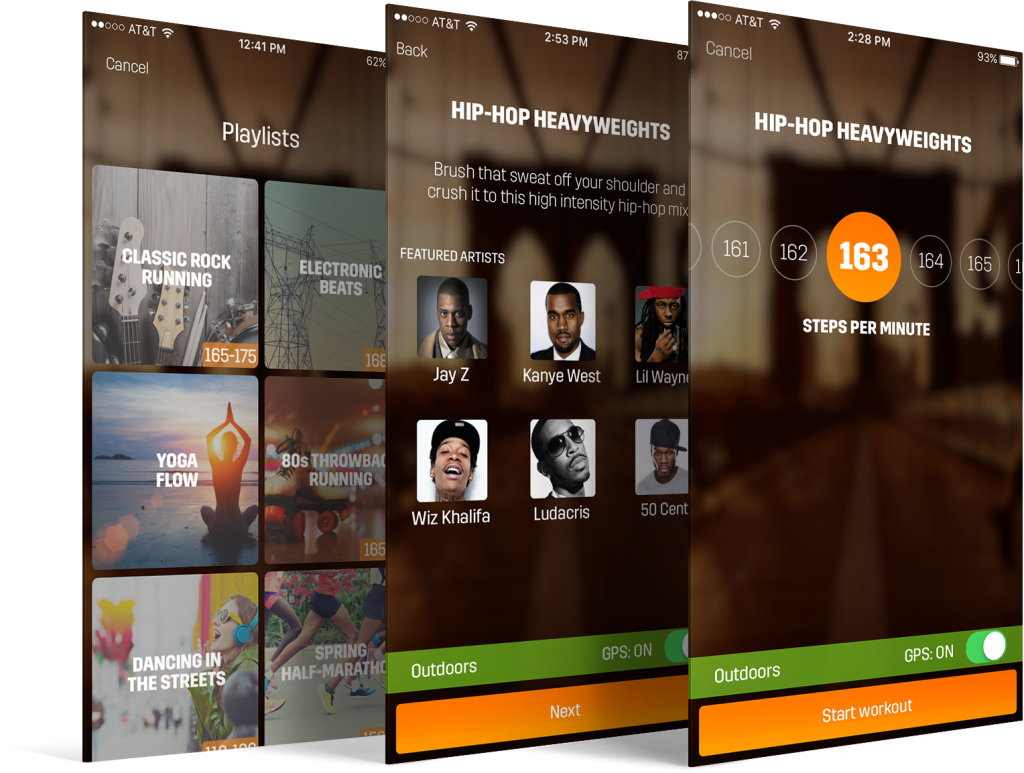 AT&T
12:41 PM
62%
Cancel
Playlists
CLASSIC ROCK
RUNNING
165-175
ELECTRONIC
BEATS
168
YOGA
FLOW
80s THROWBAC
RUNNING
165
DANCING IN
THE STREETS
SPRING
HALF-MARATHO
AT&T
2:53 PM
87
Back
HIP-HOP HEAVYWEIGHTS
Brush that sweat off your shoulder and
crush it to this high intensity hip-hop mix
FEATURED ARTISTS
Jay Z
Kanye West
Lil Wayne
Wiz Khalifa
Ludacris
50 Cent
Outdoors
GPS: ON
Next
AT&T
2:28 PM
93%
Cancel
HIP-HOP HEAVYWEIGHTS
161
162
163
164
165
STEPS PER MINUTE
Outdoors
GPS: ON
Start workout